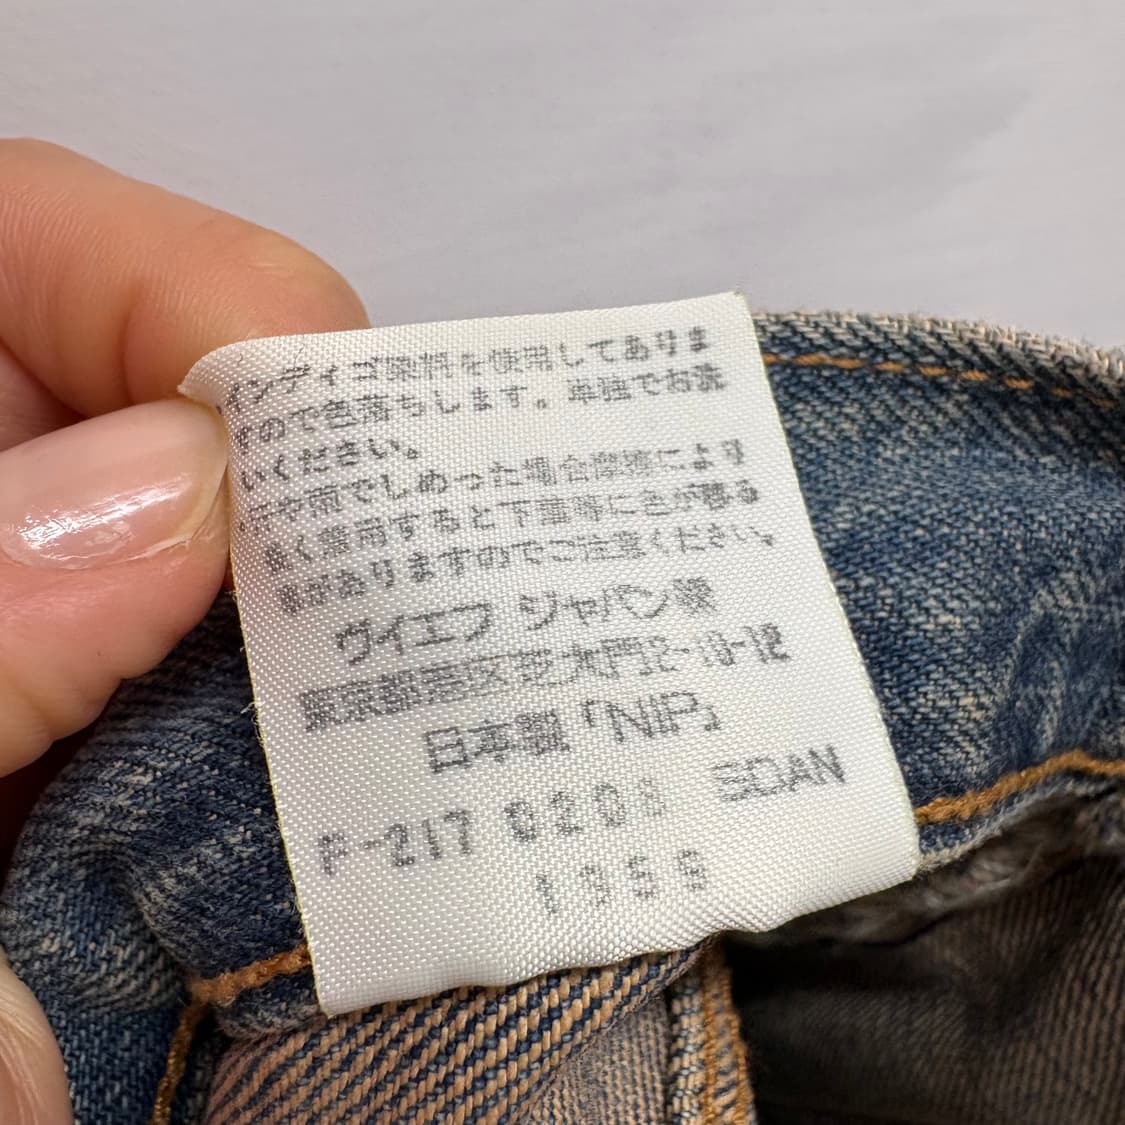 インディゴ染料を使用してありま
すので色落ちします。単独でお洗
いください。
汗や雨でしめった場合摩擦により
着用すると下着等に色が移る
がありますのでご注意ください。
ヴイエフ ジャパン㈱
東京都港区芝大門2-10-12
日本製「NIP」
P-217 0208 SDAN